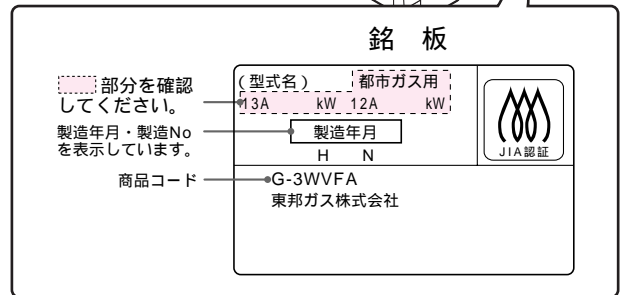 銘 板
部分を確認
してください。
製造年月・製造No
を表示しています。
商品コード
(型式名) 都市ガス用
13A kW 12A kW
製造年月
H N
G-3WVFA
東邦ガス株式会社
JIA認証